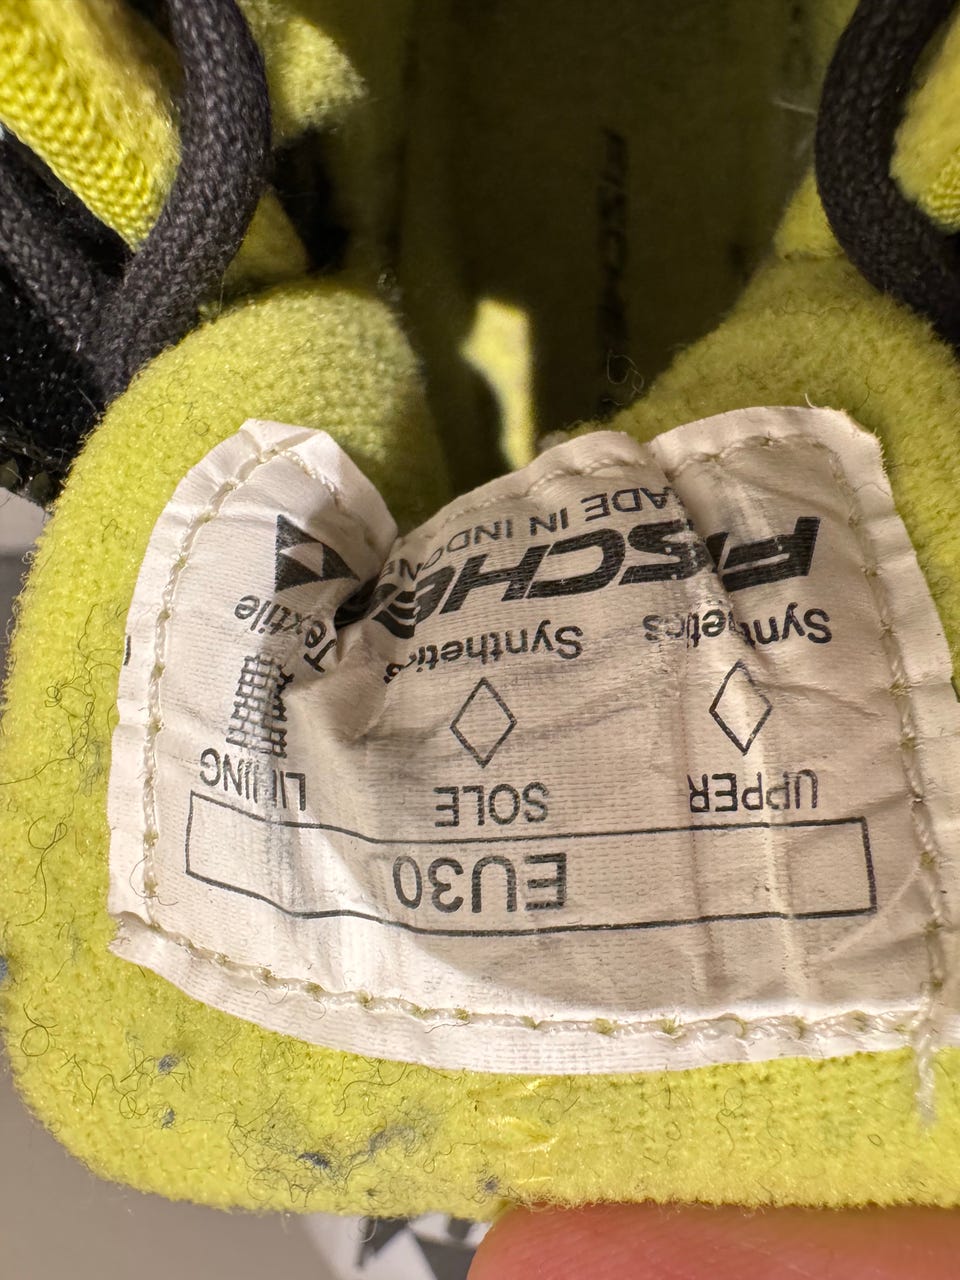 EU30
UPPER SOLE LINING
Synthetics Synthetics Textile
FISCHER
MADE IN INDONE